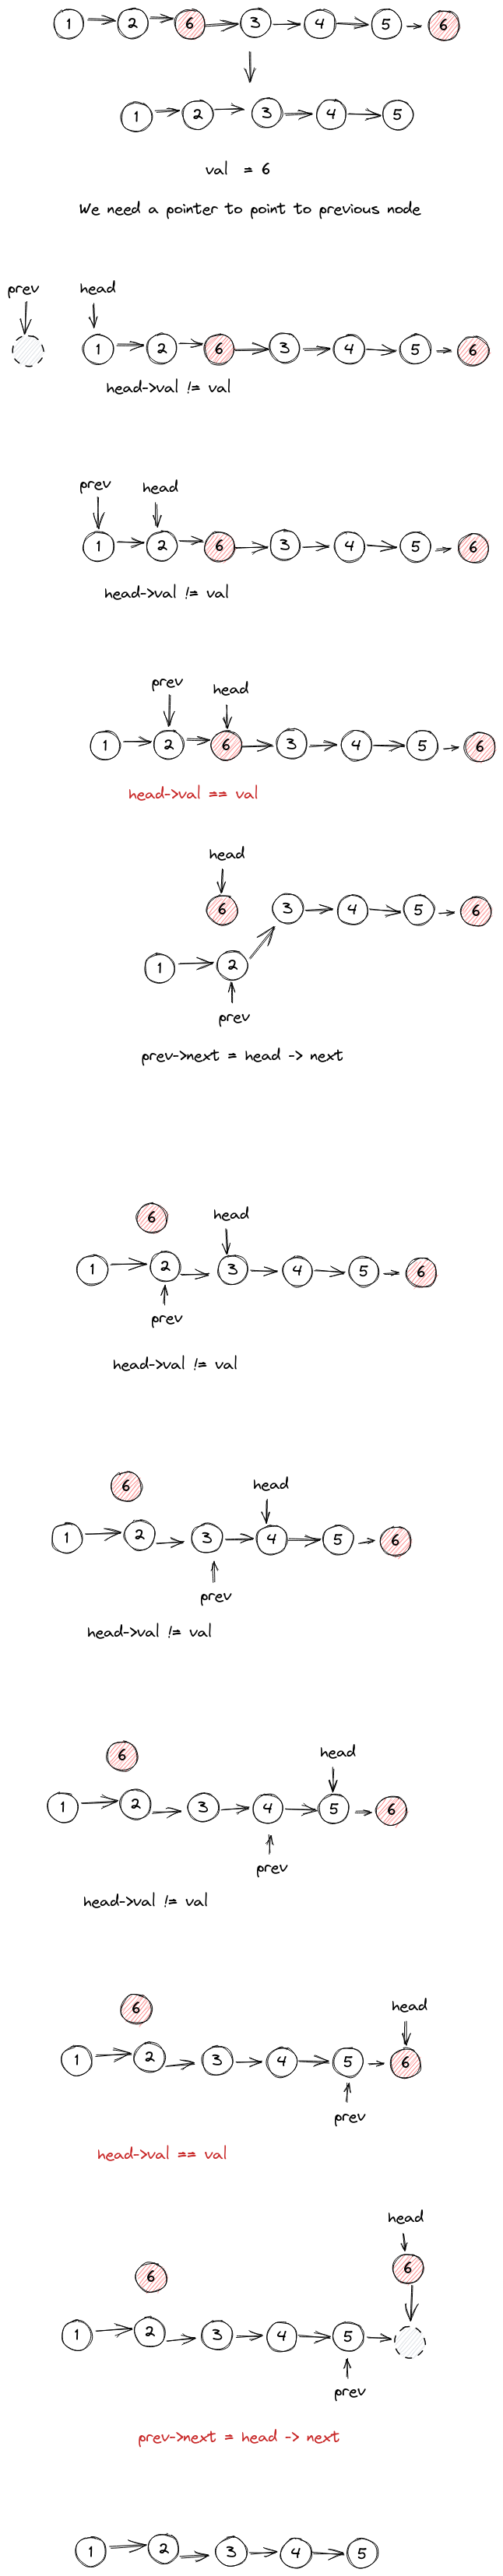 1 2 6 3 4 5 6
1 2 3 4 5
val = 6
We need a pointer to point to previous node
prev head
1 2 6 3 4 5 6
head->val != val
prev head
1 2 6 3 4 5 6
head->val != val
prev head
1 2 6 3 4 5 6
head->val == val
head
6 3 4 5 6
1 2
prev
prev->next = head -> next
6 head
1 2 3 4 5 6
prev
head->val != val
6 head
1 2 3 4 5 6
prev
head->val != val
6 head
1 2 3 4 5 6
prev
head->val != val
6 head
1 2 3 4 5 6
prev
head->val == val
head
6 6
1 2 3 4 5
prev
prev->next = head -> next
1 2 3 4 5